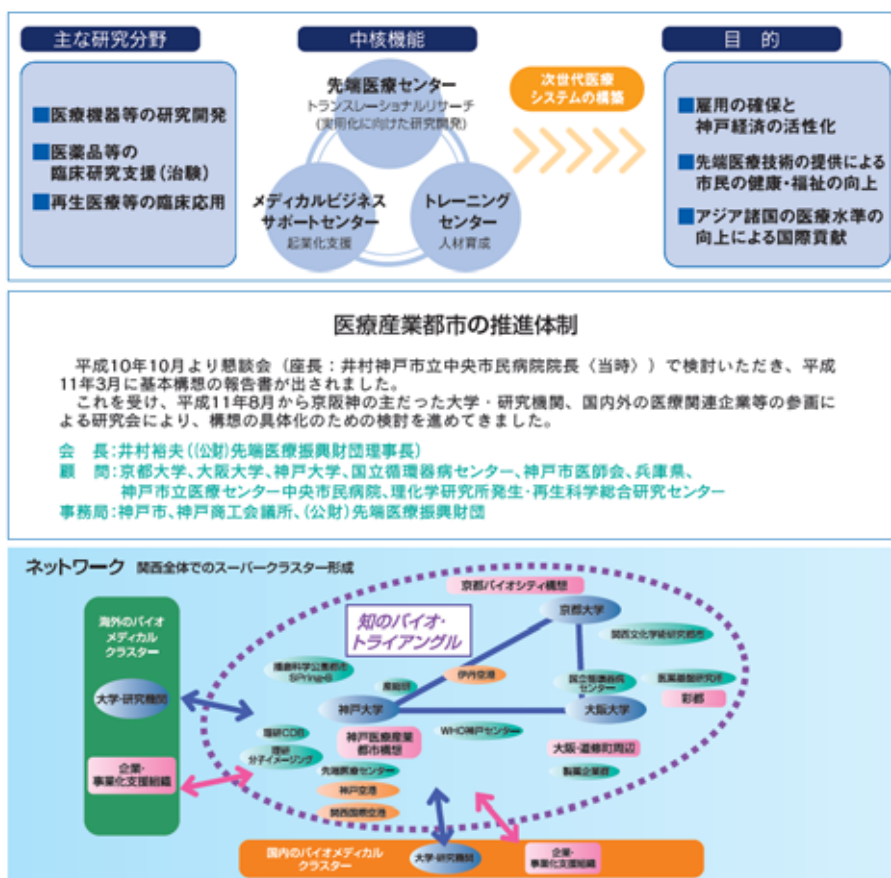 主な研究分野
■医療機器等の研究開発
■医薬品等の
臨床研究支援(治験)
■再生医療等の臨床応用
中核機能
先端医療センター
トランスレーショナルリサーチ
(実用化に向けた研究開発)
メディカルビジネス
サポートセンター
起業化支援
トレーニング
センター
人材育成
次世代医療
システムの構築
目 的
■雇用の確保と
神戸経済の活性化
■先端医療技術の提供による
市民の健康・福祉の向上
■アジア諸国の医療水準の
向上による国際貢献
医療産業都市の推進体制
平成10年10月より懇談会(座長:井村神戸市立中央市民病院院長〈当時〉)で検討いただき、平成
11年3月に基本構想の報告書が出されました。
これを受け、平成11年8月から京阪神の主だった大学・研究機関、国内外の医療関連企業等の参画に
よる研究会により、構想の具体化のための検討を進めてきました。
会 長:井村裕夫((公財)先端医療振興財団理事長)
顧 問:京都大学、大阪大学、神戸大学、国立循環器病センター、神戸市医師会、兵庫県、
神戸市立医療センター中央市民病院、理化学研究所発生・再生科学総合研究センター
事務局:神戸市、神戸商工会議所、(公財)先端医療振興財団
ネットワーク 関西全体でのスーパークラスター形成
海外のバイオ
メディカル
クラスター
大学・研究機関
企業・
事業化支援組織
知のバイオ・
トライアングル
京都バイオシティ構想
京都大学
関西文化学術研究都市
播磨科学公園都市
SPring-8
産総研
伊丹空港
国立循環器病
センター
医薬基盤研究所
彩都
神戸大学
大阪大学
理研CDB
理研
分子イメージング
神戸医療産業
都市構想
WHO神戸センター
大阪・道修町周辺
製薬企業群
先端医療センター
神戸空港
関西国際空港
国内のバイオメディカル
クラスター
大学・研究機関
企業・
事業化支援組織